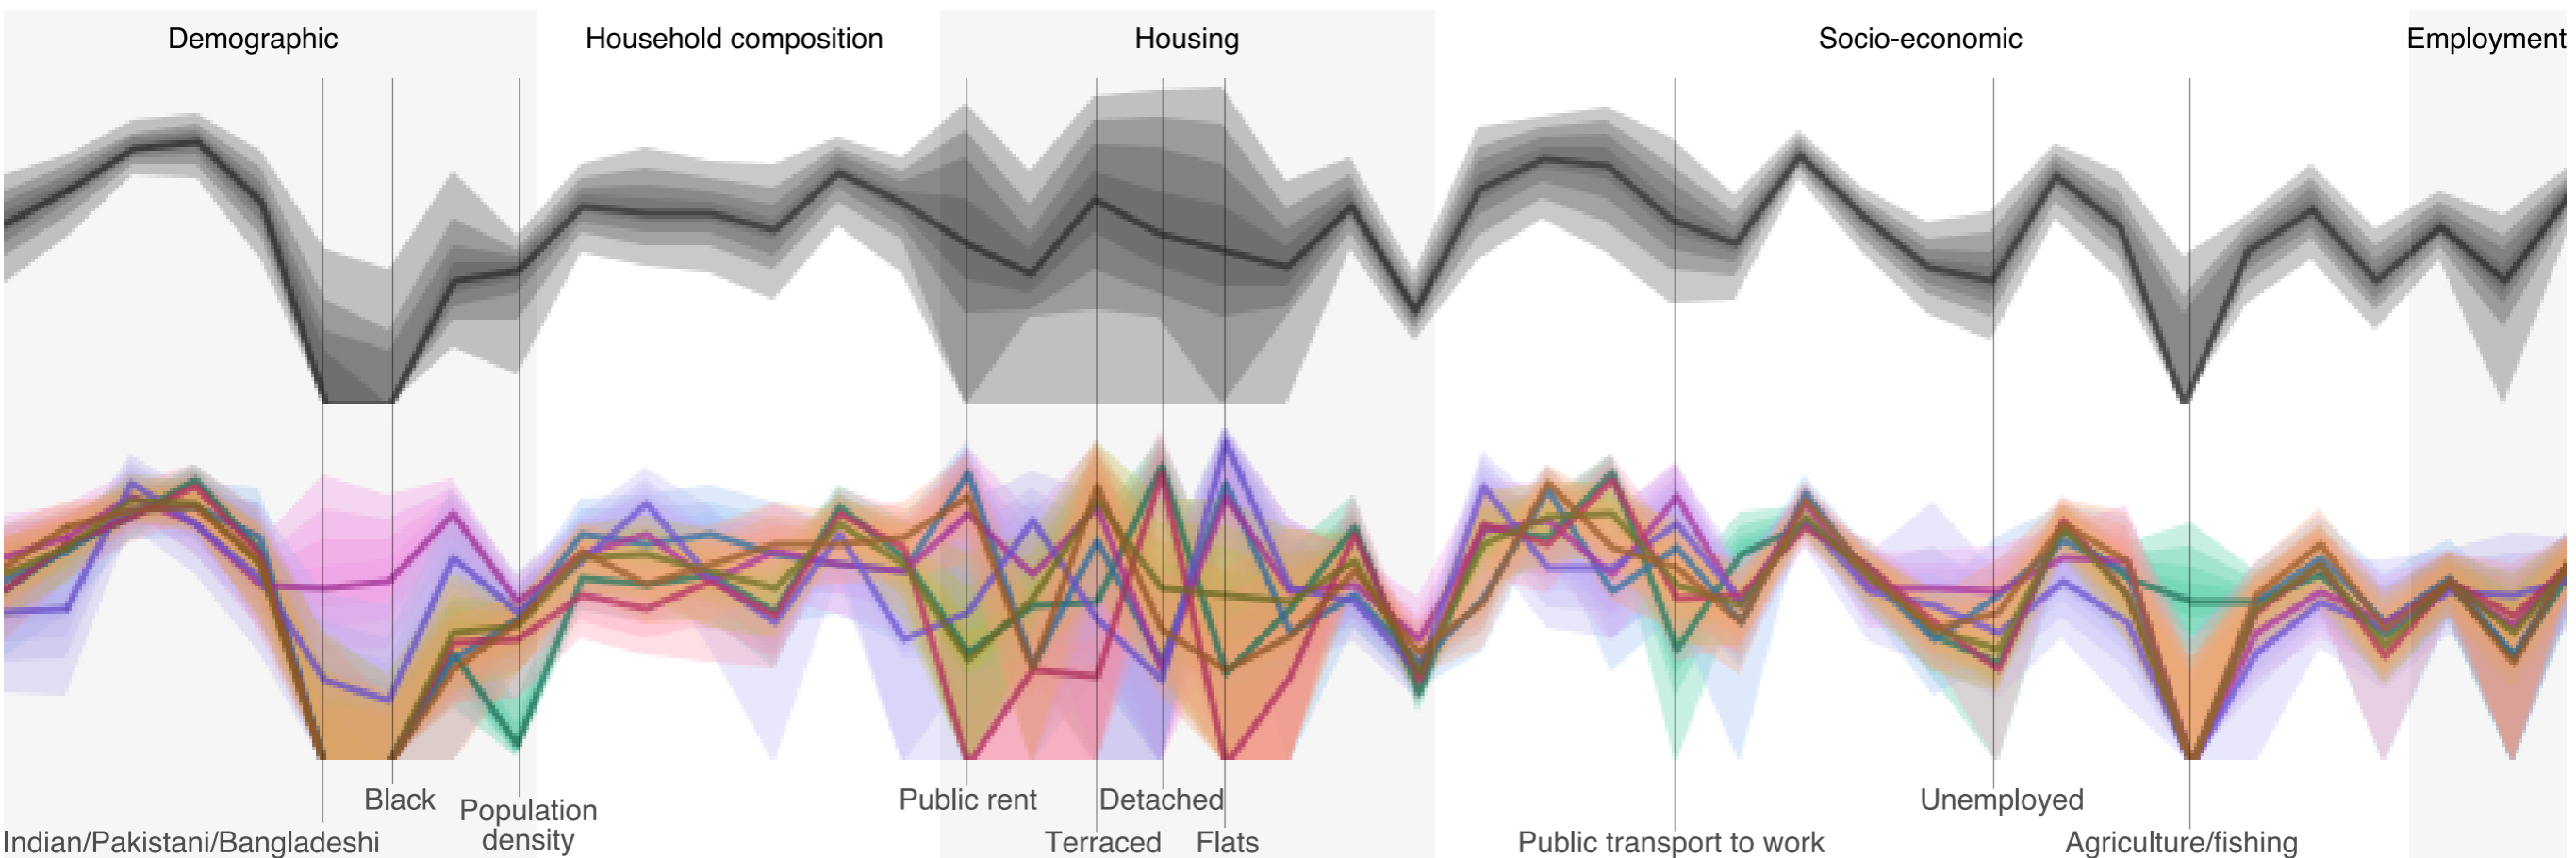 Demographic
Household composition
Housing
Socio-economic
Employment
Black
Population
density
Indian/Pakistani/Bangladeshi
Public rent
Detached
Terraced
Flats
Public transport to work
Unemployed
Agriculture/fishing